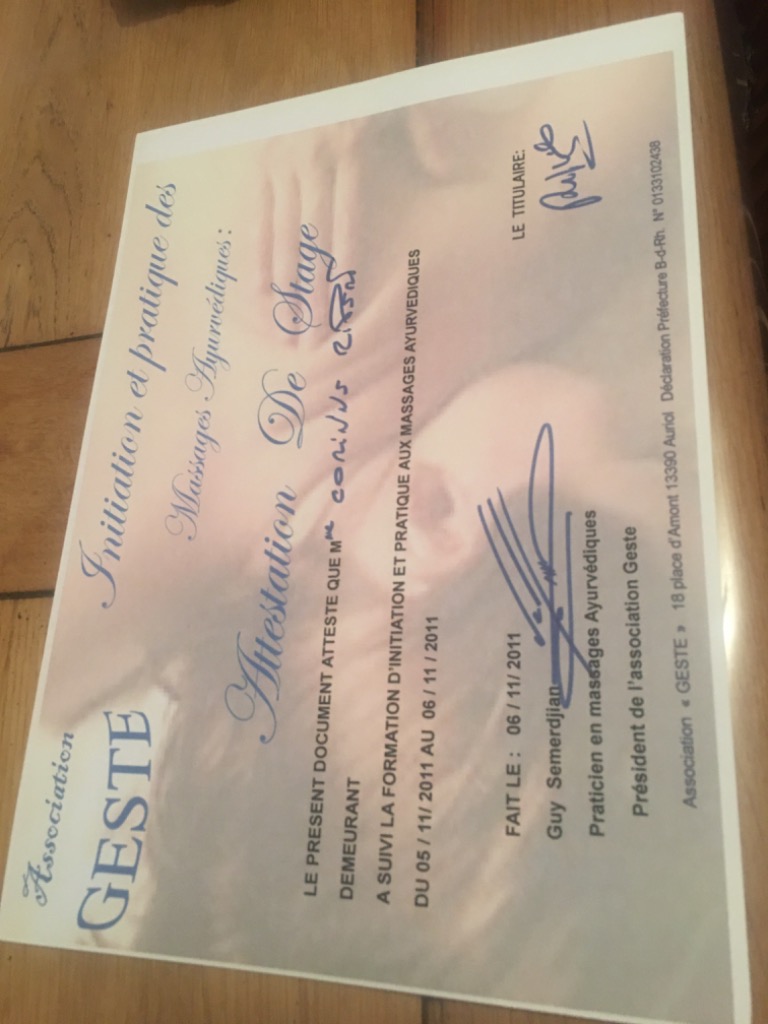 Association
GESTE
Initiation et pratique des
Massages Ayurvédiques :
Attestation De Stage
LE PRESENT DOCUMENT ATTESTE QUE Mme
DEMEURANT
A SUIVI LA FORMATION D'INITIATION ET PRATIQUE AUX MASSAGES AYURVEDIQUES
DU 05 / 11/ 2011 AU 06 / 11 / 2011
FAIT LE : 06 / 11/ 2011
LE TITULAIRE:
Guy Semerdjian
Praticien en massages Ayurvédiques
Président de l'association Geste
Association « GESTE » 18 place d'Amont 13390 Auriol Déclaration Préfecture B-d-Rh. N° 0133102438